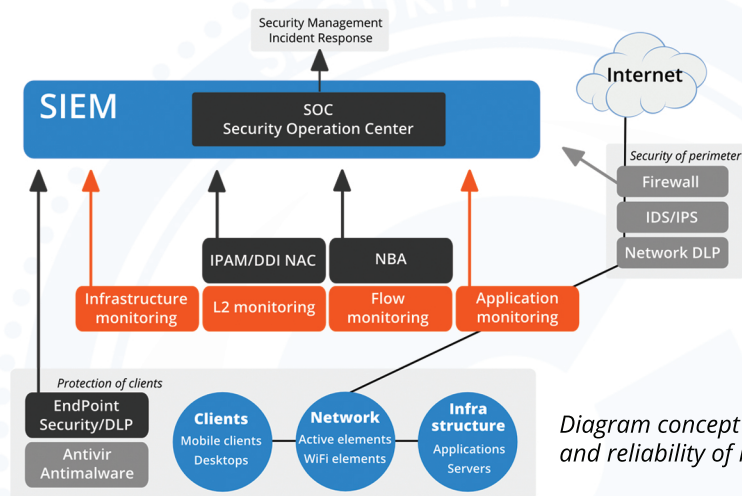 Security Management
Incident Response
SIEM
SOC
Security Operation Center
Internet
Security of perimeter
Firewall
IDS/IPS
Network DLP
IPAM/DDI NAC
NBA
Infrastructure
monitoring
L2 monitoring
Flow
monitoring
Application
monitoring
Protection of clients
EndPoint
Security/DLP
Antivir
Antimalware
Clients
Mobile clients
Desktops
Network
Active elements
WiFi elements
Infra
structure
Applications
Servers
Diagram concept
and reliability of